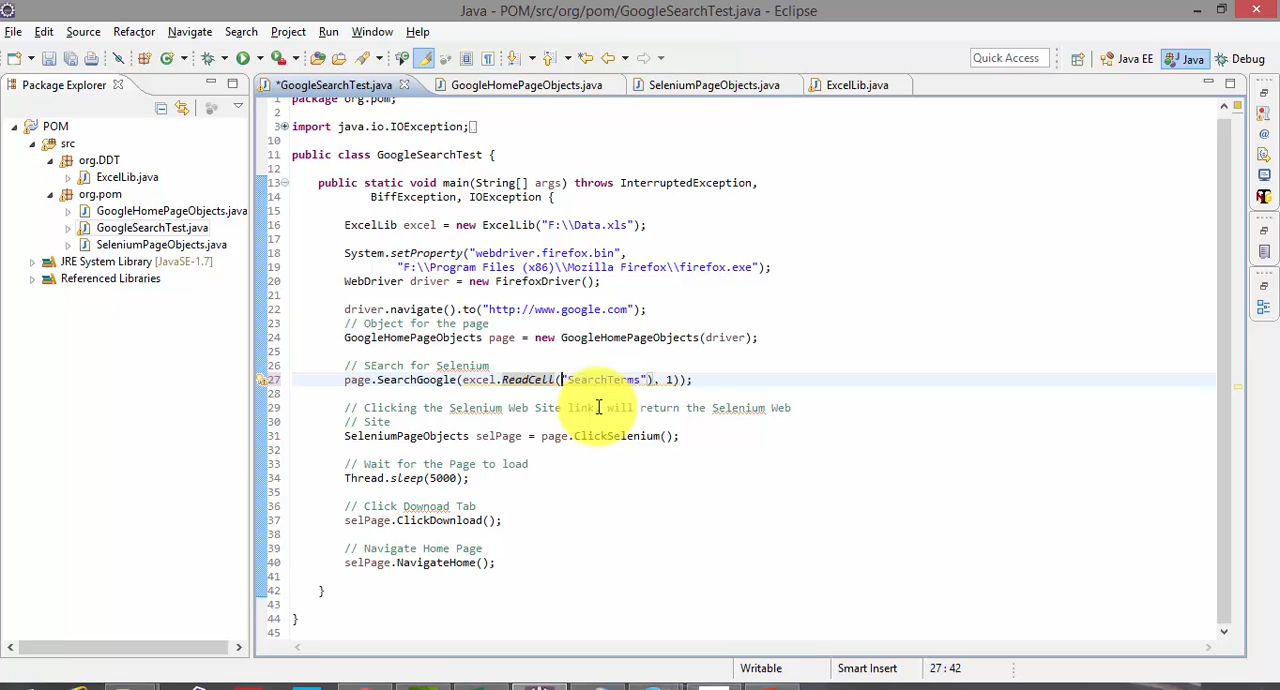 Java - POM/src/org/pom/GoogleSearchTest.java - Eclipse
File Edit Source Refactor Navigate Search Project Run Window Help
Quick Access Java EE Java Debug
Package Explorer
*GoogleSearchTest.java GoogleHomePageObjects.java SeleniumPageObjects.java ExcelLib.java
POM
src
org.DDT
ExcelLib.java
org.pom
GoogleHomePageObjects.java
GoogleSearchTest.java
SeleniumPageObjects.java
JRE System Library [JavaSE-1.7]
Referenced Libraries
1 package org.pom;
2
3 import java.io.IOException;
10
11 public class GoogleSearchTest {
12
13 public static void main(String[] args) throws InterruptedException,
14 BiffException, IOException {
15
16 ExcelLib excel = new ExcelLib("F:\\Data.xls");
17
18 System.setProperty("webdriver.firefox.bin",
19 "F:\\Program Files (x86)\\Mozilla Firefox\\firefox.exe");
20 WebDriver driver = new FirefoxDriver();
21
22 driver.navigate().to("http://www.google.com");
23 // Object for the page
24 GoogleHomePageObjects page = new GoogleHomePageObjects(driver);
25
26 // SEarch for Selenium
27 page.SearchGoogle(excel.ReadCell("SearchTerms"), 1));
28
29 // Clicking the Selenium Web Site link, will return the Selenium Web
30 // Site
31 SeleniumPageObjects selPage = page.ClickSelenium();
32
33 // Wait for the Page to load
34 Thread.sleep(5000);
35
36 // Click Downoad Tab
37 selPage.ClickDownload();
38
39 // Navigate Home Page
40 selPage.NavigateHome();
41
42 }
43
44 }
45
Writable Smart Insert 27 : 42